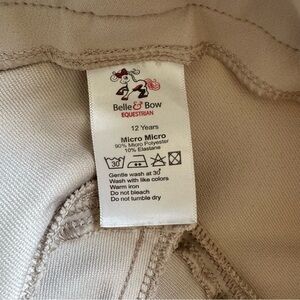 Belle & Bow
EQUESTRIAN
12 Years
Micro Micro
90% Micro Polyester
10% Elastane
30
Gentle wash at 30°
Wash with like colors
Warm iron
Do not bleach
Do not tumble dry